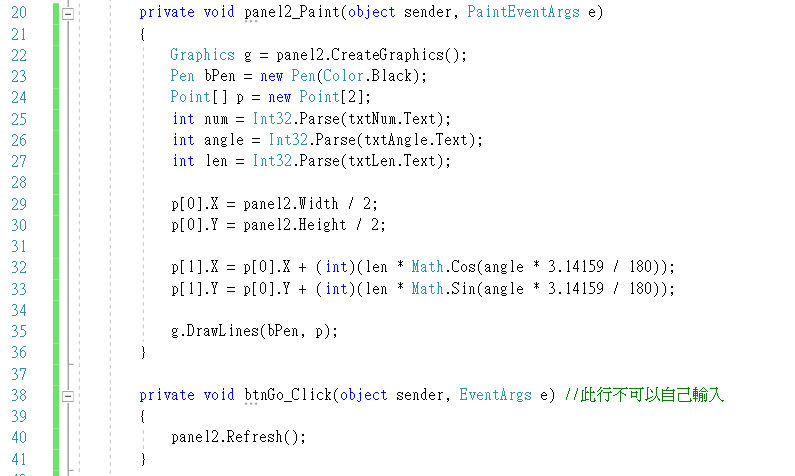 20 private void panel2_Paint(object sender, PaintEventArgs e)
21 {
22 Graphics g = panel2.CreateGraphics();
23 Pen bPen = new Pen(Color.Black);
24 Point[] p = new Point[2];
25 int num = Int32.Parse(txtNum.Text);
26 int angle = Int32.Parse(txtAngle.Text);
27 int len = Int32.Parse(txtLen.Text);
28
29 p[0].X = panel2.Width / 2;
30 p[0].Y = panel2.Height / 2;
31
32 p[1].X = p[0].X + (int)(len * Math.Cos(angle * 3.14159 / 180));
33 p[1].Y = p[0].Y + (int)(len * Math.Sin(angle * 3.14159 / 180));
34
35 g.DrawLines(bPen, p);
36 }
37
38 private void btnGo_Click(object sender, EventArgs e) //此行不可以自己輸入
39 {
40 panel2.Refresh();
41 }